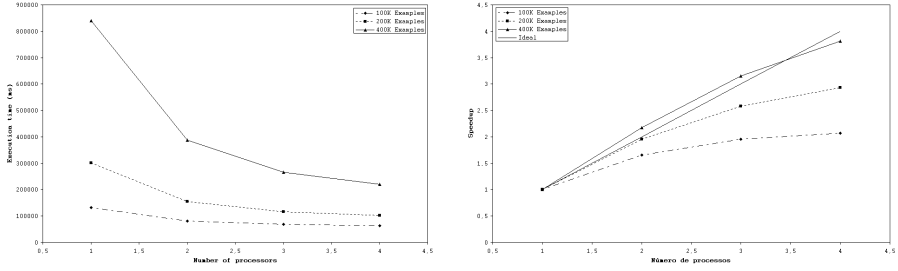 900000
800000
700000
600000
500000
400000
300000
200000
100000
0
Execution time (ms)
0.5 1 1.5 2 2.5 3 3.5 4 4.5
Number of processors
100K Examples
200K Examples
400K Examples
4.5
4
3.5
3
2.5
2
1.5
1
0.5
0
Speedup
0.5 1 1.5 2 2.5 3 3.5 4 4.5
Número de processos
100K Examples
200K Examples
400K Examples
Ideal